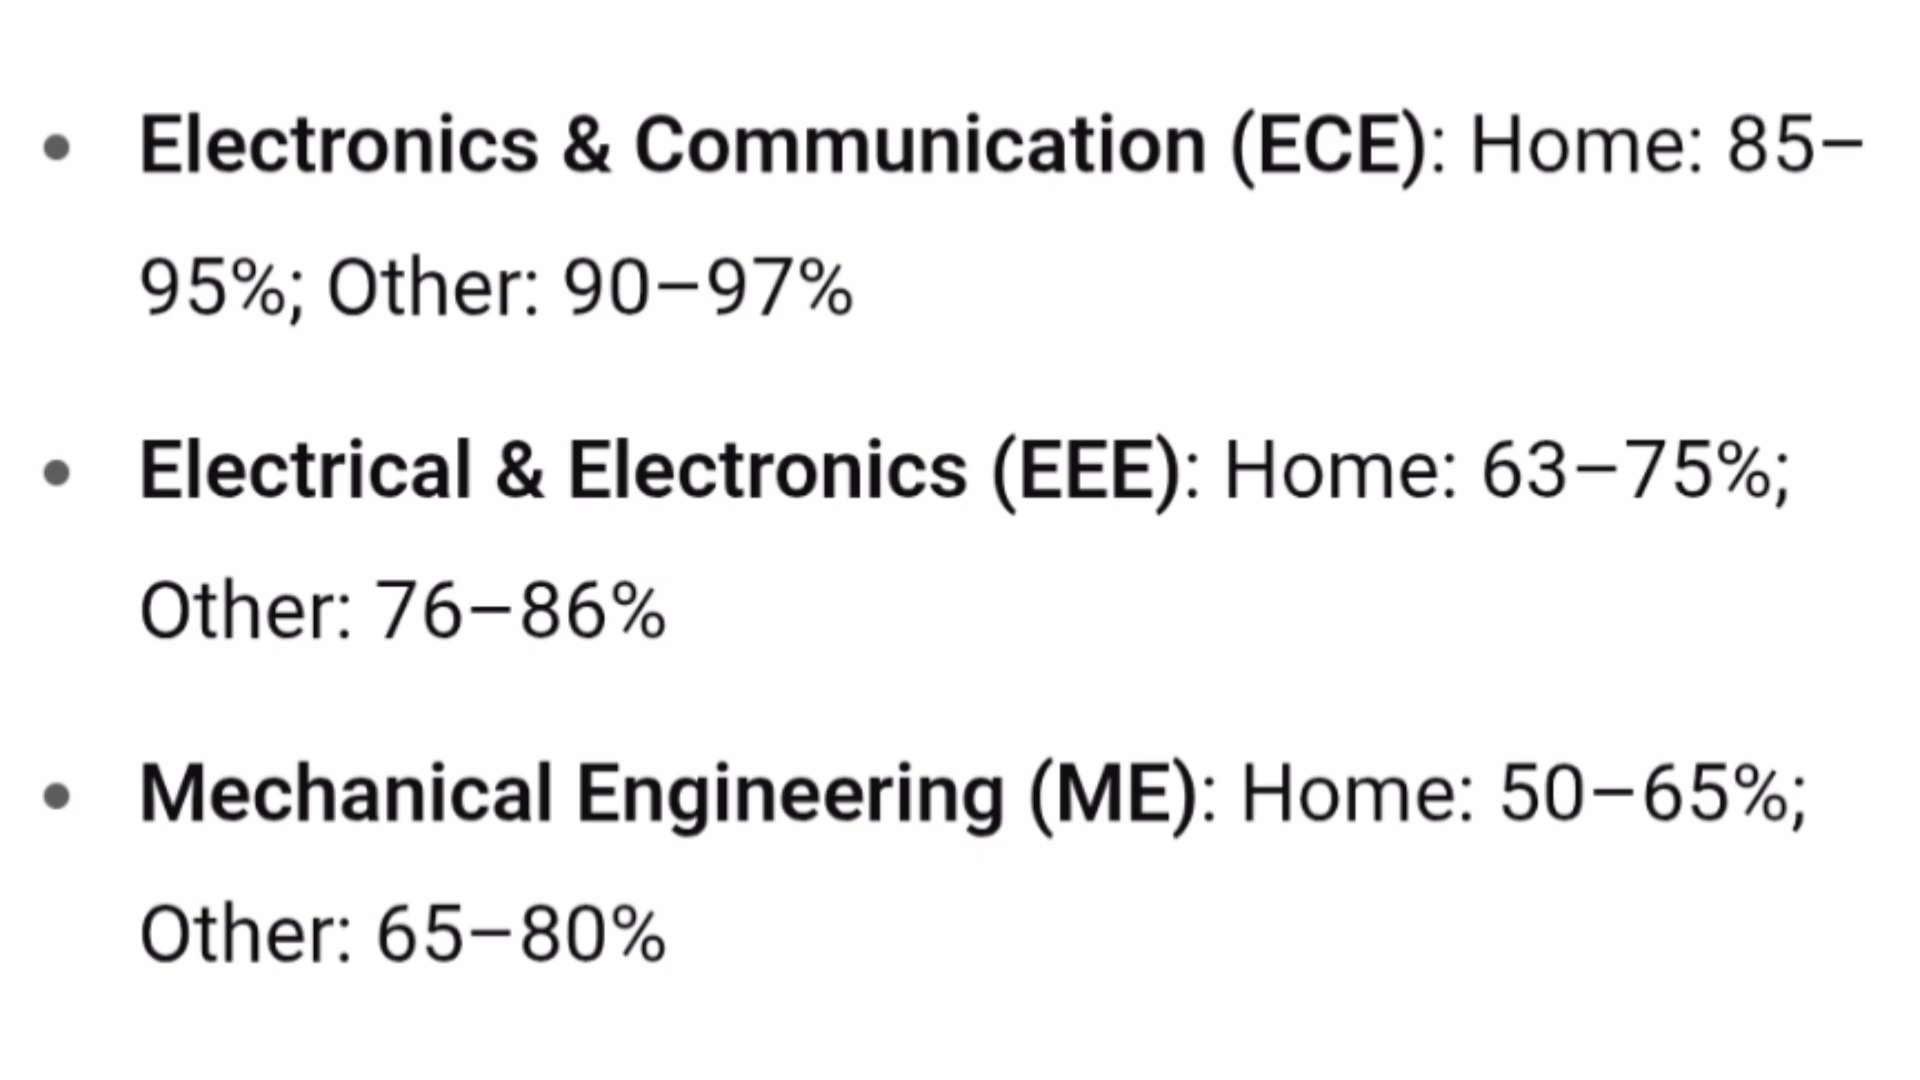 • Electronics & Communication (ECE): Home: 85–
95%; Other: 90–97%
• Electrical & Electronics (EEE): Home: 63–75%;
Other: 76–86%
• Mechanical Engineering (ME): Home: 50–65%;
Other: 65–80%